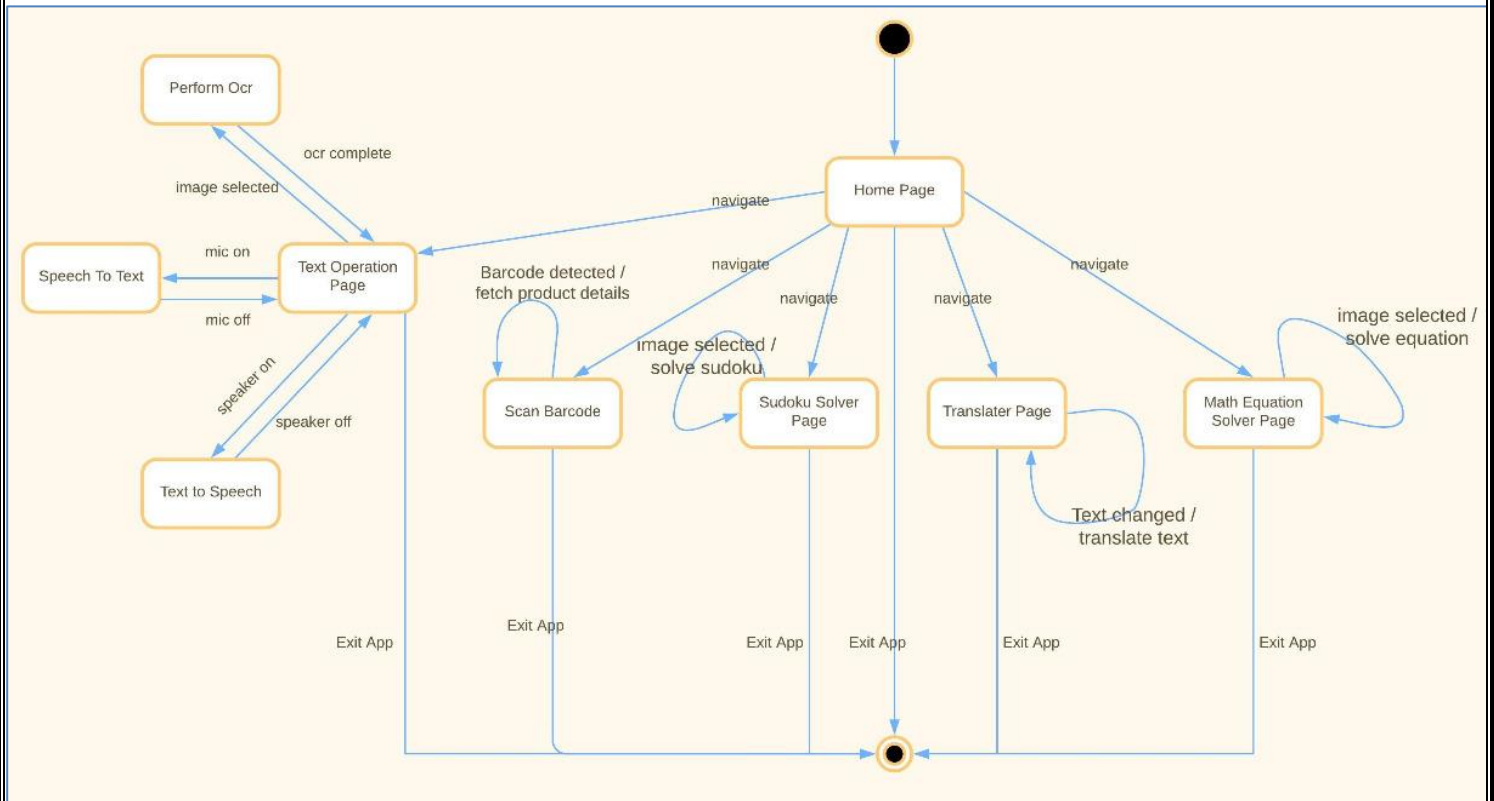 Perform Ocr
ocr complete
image selected
Home Page
navigate
mic on
Speech To Text
Text Operation
Page
mic off
speaker on
speaker off
Text to Speech
navigate
navigate
navigate
navigate
Barcode detected /
fetch product details
image selected /
solve sudoku
image selected /
solve equation
Scan Barcode
Sudoku Solver
Page
Translater Page
Math Equation
Solver Page
Text changed /
translate text
Exit App
Exit App
Exit App
Exit App
Exit App
Exit App